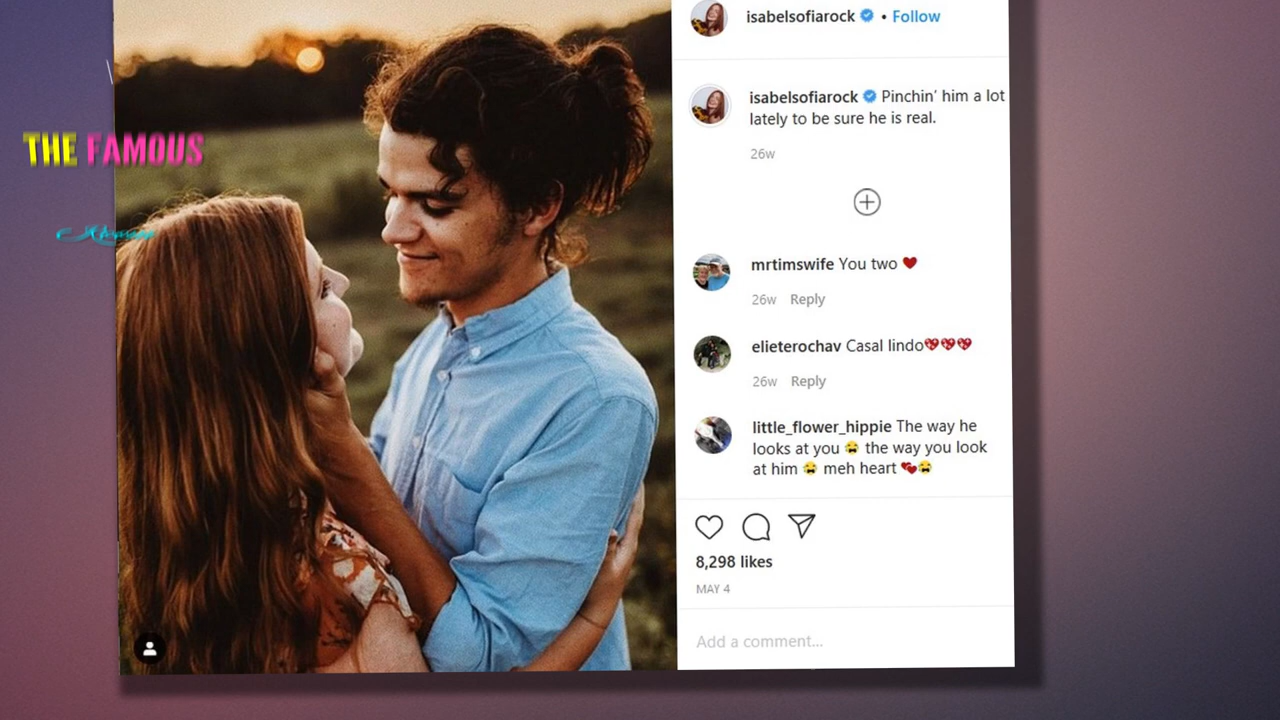 isabelsofiarock • Follow
isabelsofiarock Pinchin’ him a lot
lately to be sure he is real.
26w
THE FAMOUS
mrtimswife You two ❤
26w Reply
elieterochav Casal lindo💖💖💖
26w Reply
little_flower_hippie The way he
looks at you 😭 the way you look
at him 😭 meh heart 💕😭
8,298 likes
MAY 4
Add a comment...